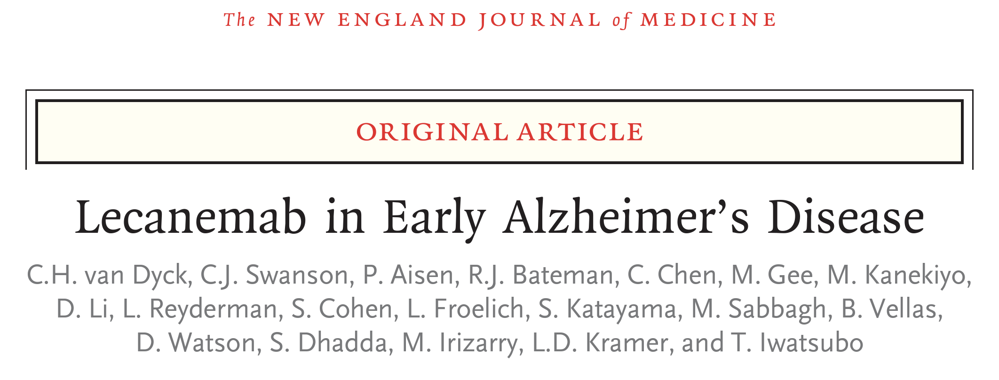 The NEW ENGLAND JOURNAL of MEDICINE
ORIGINAL ARTICLE
Lecanemab in Early Alzheimer’s Disease
C.H. van Dyck, C.J. Swanson, P. Aisen, R.J. Bateman, C. Chen, M. Gee, M. Kanekiyo,
D. Li, L. Reyderman, S. Cohen, L. Froelich, S. Katayama, M. Sabbagh, B. Vellas,
D. Watson, S. Dhadda, M. Irizarry, L.D. Kramer, and T. Iwatsubo